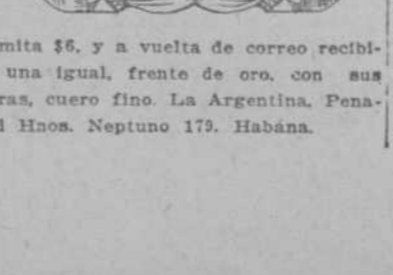 mita $6, y a vuelta de correo recibi-
una igual, frente de oro, con sus
ras, cuero fino. La Argentina, Pena-
l Hnos. Neptuno 179. Habana.